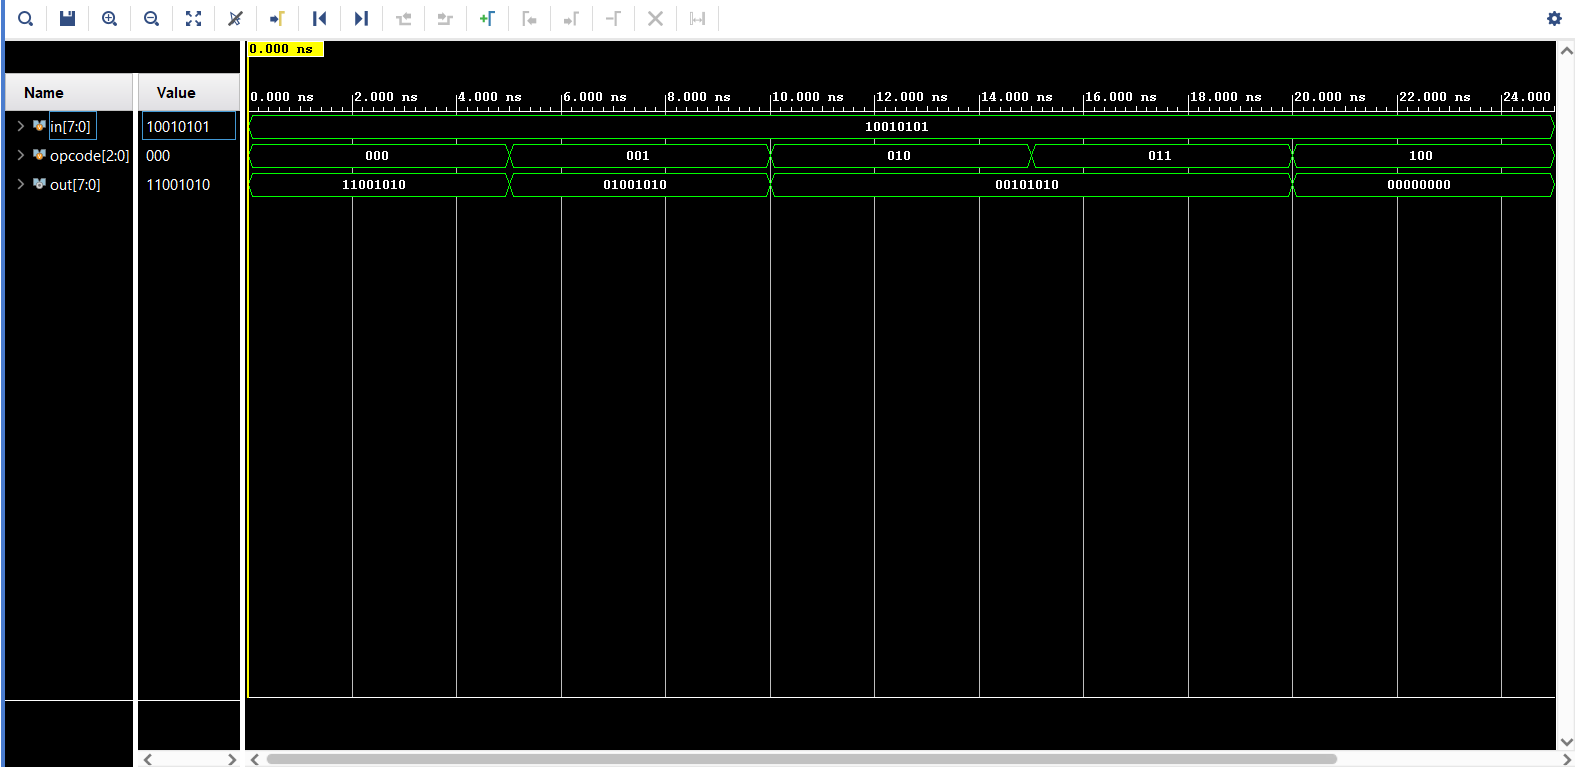 0.000 ns
Name Value
0.000 ns 2.000 ns 4.000 ns 6.000 ns 8.000 ns 10.000 ns 12.000 ns 14.000 ns 16.000 ns 18.000 ns 20.000 ns 22.000 ns 24.000
in[7:0] 10010101 10010101
opcode[2:0] 000 000 001 010 011 100
out[7:0] 11001010 11001010 01001010 00101010 00000000